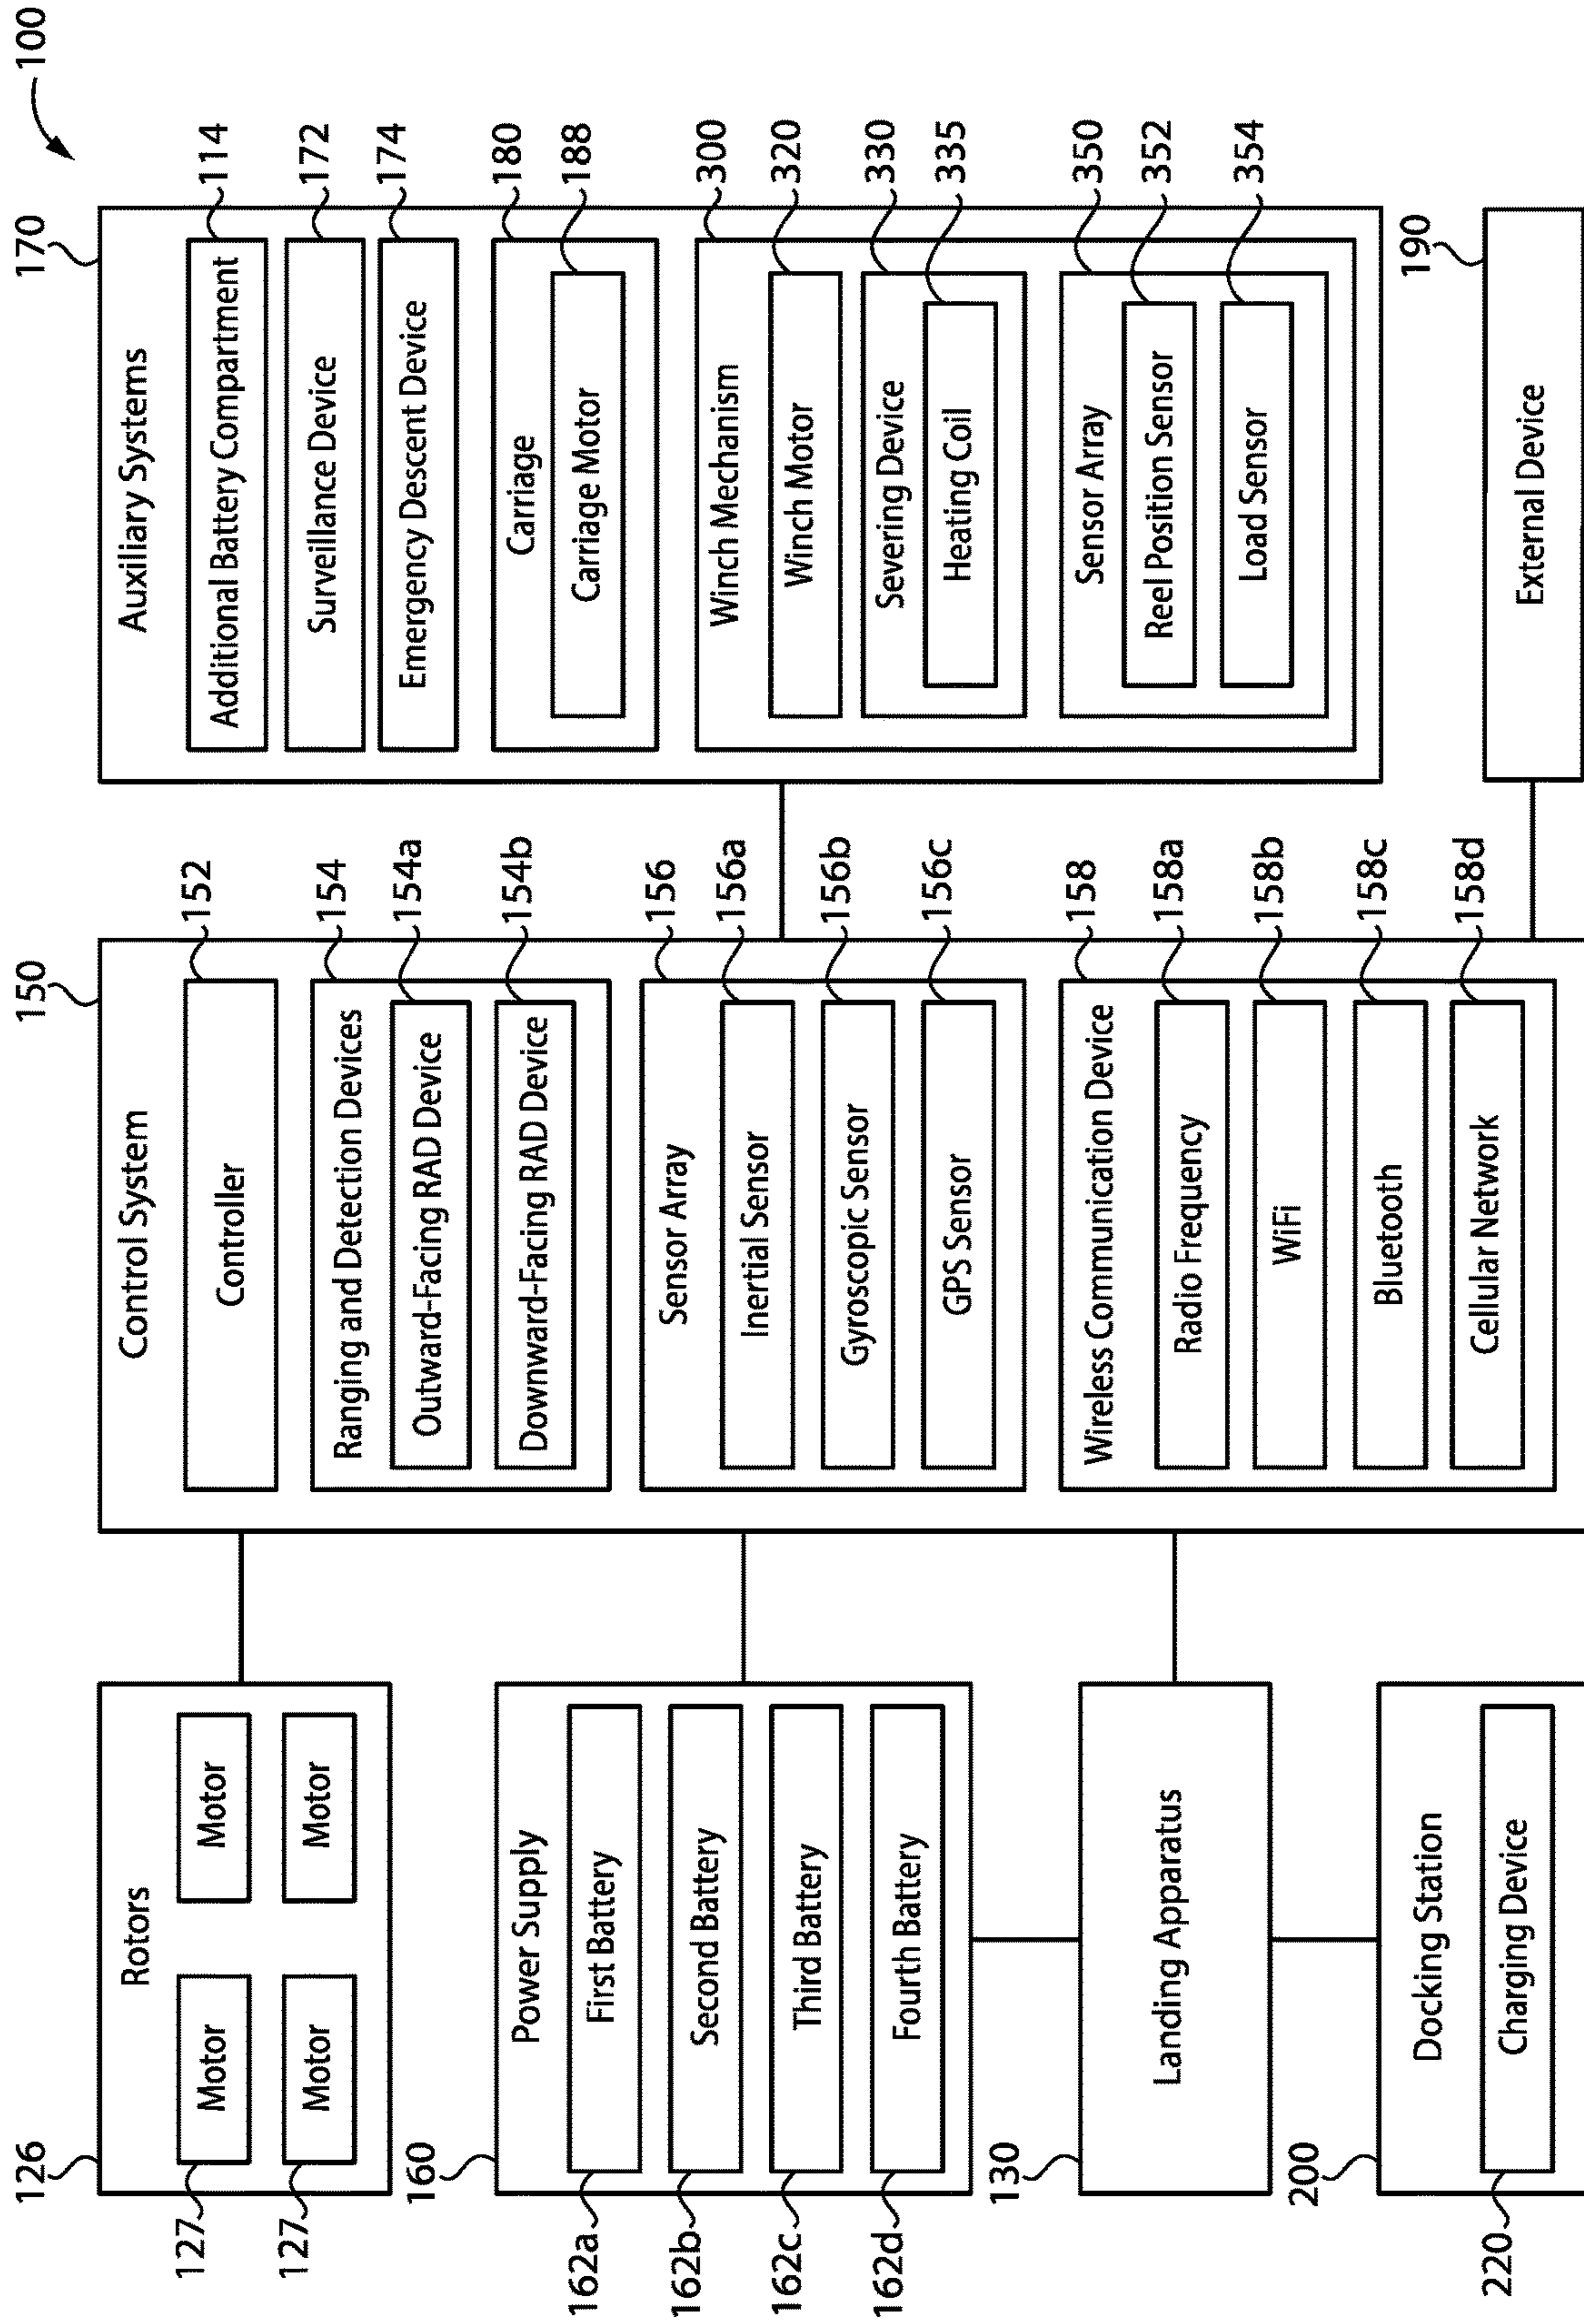 100
126
Rotors
Motor
Motor
Motor
Motor
127
127
160
Power Supply
First Battery
Second Battery
Third Battery
Fourth Battery
162a
162b
162c
162d
130
Landing Apparatus
200
Docking Station
Charging Device
220
150
Control System
Controller
152
Ranging and Detection Devices
154
Outward-Facing RAD Device
154a
Downward-Facing RAD Device
154b
Sensor Array
156
Inertial Sensor
156a
Gyroscopic Sensor
156b
GPS Sensor
156c
Wireless Communication Device
158
Radio Frequency
158a
WiFi
158b
Bluetooth
158c
Cellular Network
158d
170
Auxiliary Systems
Additional Battery Compartment
114
Surveillance Device
172
Emergency Descent Device
174
Carriage
180
Carriage Motor
188
Winch Mechanism
300
Winch Motor
320
Severing Device
330
Heating Coil
335
Sensor Array
350
Reel Position Sensor
352
Load Sensor
354
190
External Device